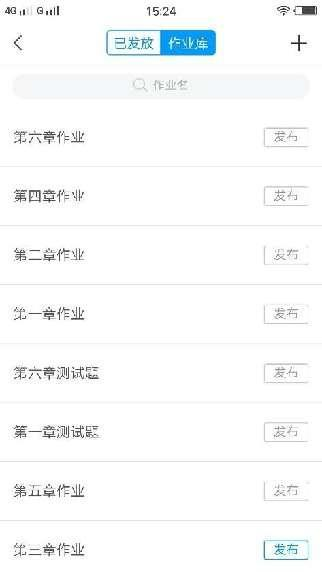 4G G 15:24
已发放 作业库
作业名
第六章作业 发布
第四章作业 发布
第二章作业 发布
第一章作业 发布
第六章测试题 发布
第一章测试题 发布
第五章作业 发布
第三章作业 发布